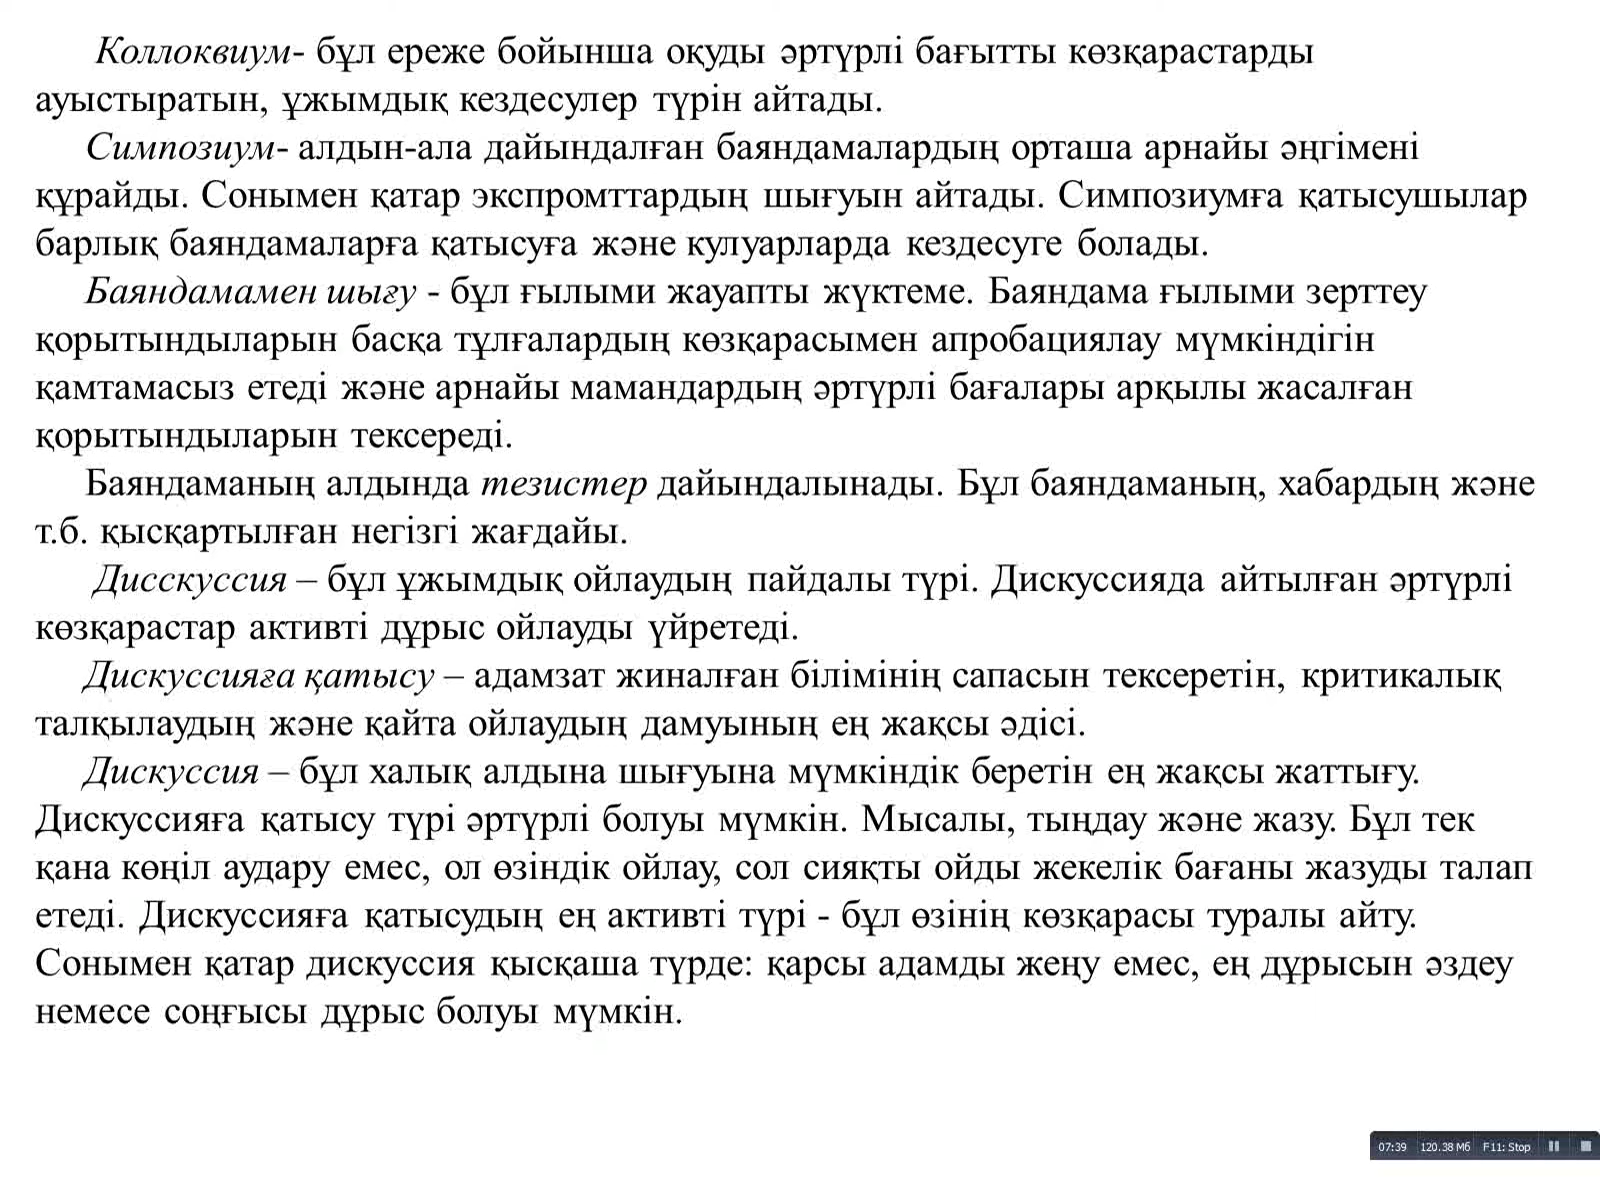 Коллоквиум- бұл ереже бойынша оқуды әртүрлі бағытты көзқарастарды
ауыстыратын, ұжымдық кездесулер түрін айтады.
Симпозиум- алдын-ала дайындалған баяндамалардың орташа арнайы әңгімені
құрайды. Сонымен қатар экспромттардың шығуын айтады. Симпозиумға қатысушылар
барлық баяндамаларға қатысуға және кулуарларда кездесуге болады.
Баяндамамен шығу - бұл ғылыми жауапты жүктеме. Баяндама ғылыми зерттеу
қорытындыларын басқа тұлғалардың көзқарасымен апробациялау мүмкіндігін
қамтамасыз етеді және арнайы мамандардың әртүрлі бағалары арқылы жасалған
қорытындыларын тексереді.
Баяндаманың алдында тезистер дайындалынады. Бұл баяндаманың, хабардың және
т.б. қысқартылған негізгі жағдайы.
Дисскуссия – бұл ұжымдық ойлаудың пайдалы түрі. Дискуссияда айтылған әртүрлі
көзқарастар активті дұрыс ойлауды үйретеді.
Дискуссияға қатысу – адамзат жиналған білімінің сапасын тексеретін, критикалық
талқылаудың және қайта ойлаудың дамуының ең жақсы әдісі.
Дискуссия – бұл халық алдына шығуына мүмкіндік беретін ең жақсы жаттығу.
Дискуссияға қатысу түрі әртүрлі болуы мүмкін. Мысалы, тыңдау және жазу. Бұл тек
қана көңіл аудару емес, ол өзіндік ойлау, сол сияқты ойды жекелік бағаны жазуды талап
етеді. Дискуссияға қатысудың ең активті түрі - бұл өзінің көзқарасы туралы айту.
Сонымен қатар дискуссия қысқаша түрде: қарсы адамды жеңу емес, ең дұрысын әздеу
немесе соңғысы дұрыс болуы мүмкін.
07:39 120.38 Мб F11: Stop